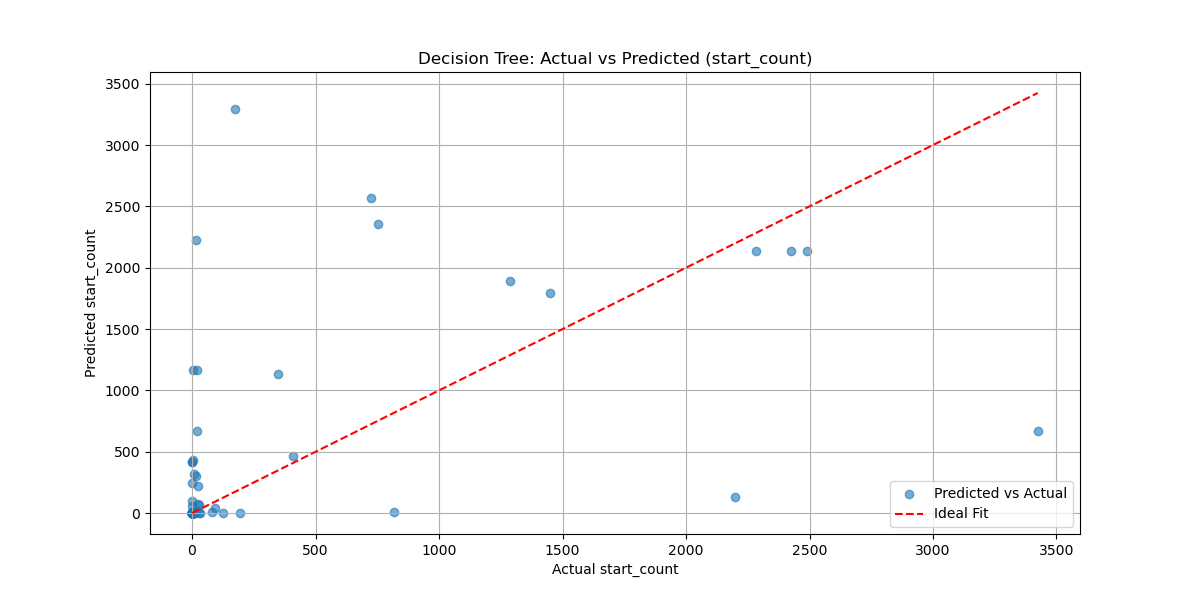 Decision Tree: Actual vs Predicted (start_count)
3500
3000
2500
2000
1500
1000
500
0
Predicted start_count
0 500 1000 1500 2000 2500 3000 3500
Actual start_count
Predicted vs Actual
Ideal Fit